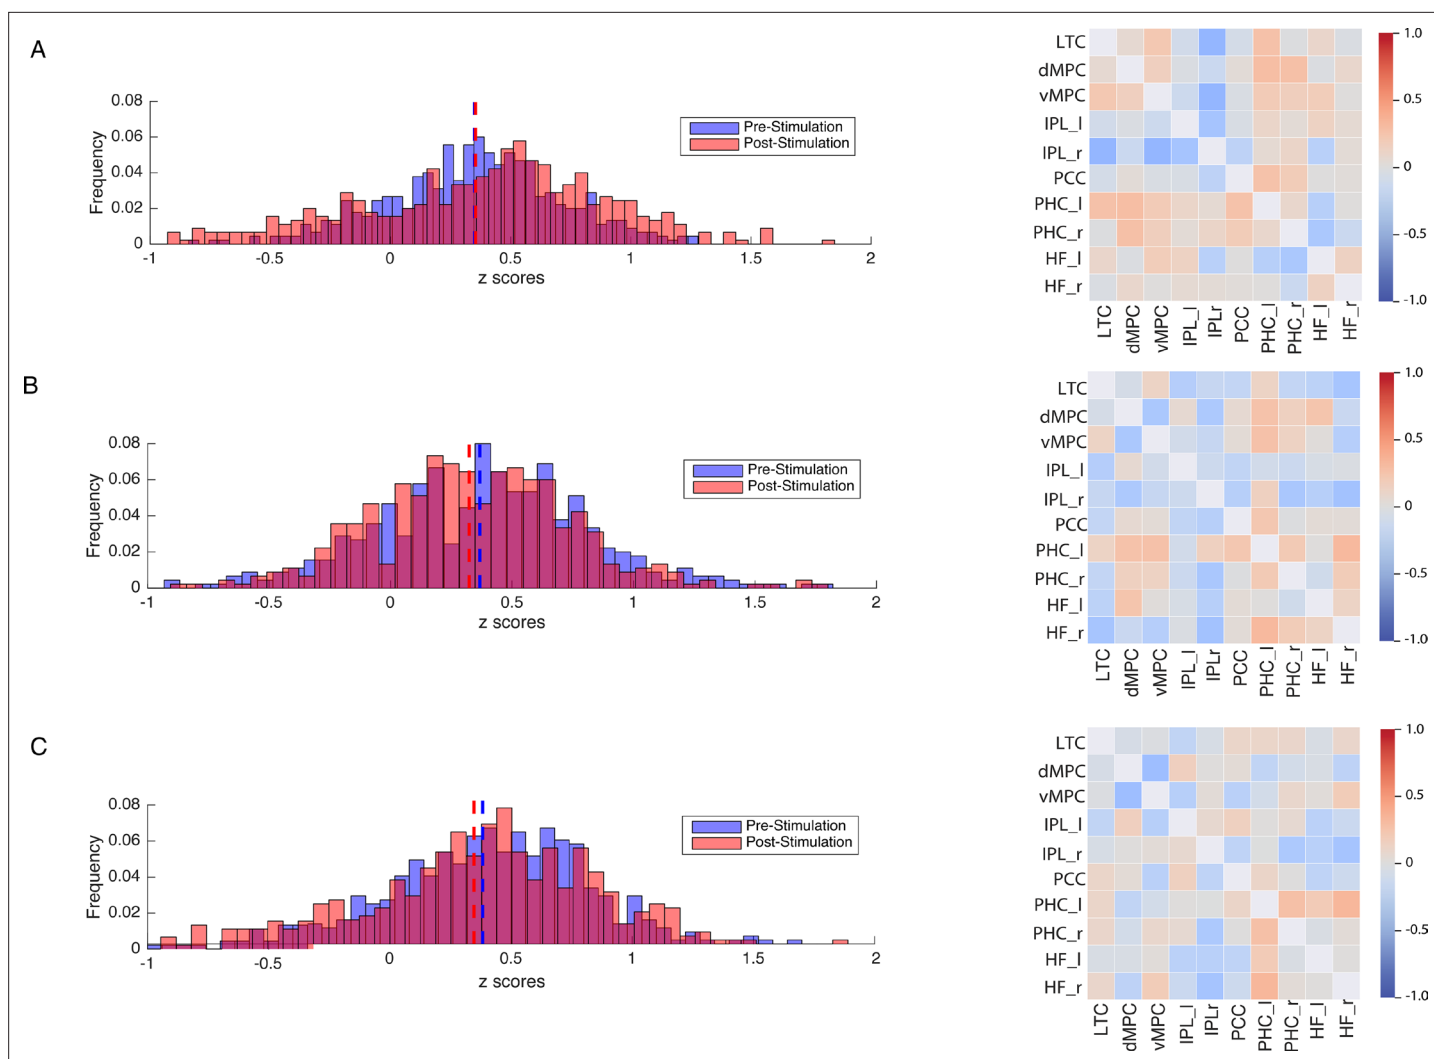 A
0.08
0.06
0.04
0.02
0
Frequency
-1
-0.5
0
0.5
1
1.5
2
z scores
Pre-Stimulation
Post-Stimulation
LTC
dMPC
vMPC
IPL_l
IPL_r
PCC
PHC_l
PHC_r
HF_l
HF_r
LTC
dMPC
vMPC
IPL_l
IPLr
PCC
PHC_l
PHC_r
HF_l
HF_r
1.0
0.5
0
-0.5
-1.0
B
0.08
0.06
0.04
0.02
0
Frequency
-1
-0.5
0
0.5
1
1.5
2
z scores
Pre-Stimulation
Post-Stimulation
LTC
dMPC
vMPC
IPL_l
IPL_r
PCC
PHC_l
PHC_r
HF_l
HF_r
LTC
dMPC
vMPC
IPL_l
IPLr
PCC
PHC_l
PHC_r
HF_l
HF_r
1.0
0.5
0
-0.5
-1.0
C
0.08
0.06
0.04
0.02
0
Frequency
-1
-0.5
0
0.5
1
1.5
2
z scores
Pre-Stimulation
Post-Stimulation
LTC
dMPC
vMPC
IPL_l
IPL_r
PCC
PHC_l
PHC_r
HF_l
HF_r
LTC
dMPC
vMPC
IPL_l
IPLr
PCC
PHC_l
PHC_r
HF_l
HF_r
1.0
0.5
0
-0.5
-1.0